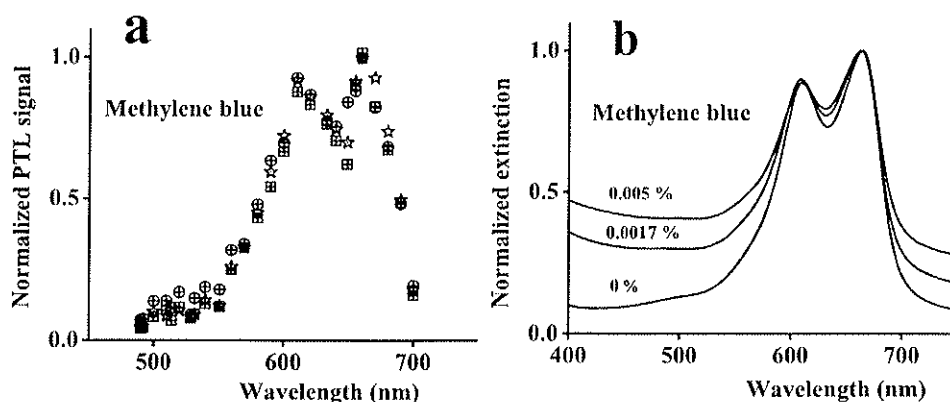 a
Normalized PTL signal
1.0
0.5
0.0
Methylene blue
500
600
700
Wavelength (nm)
b
Normalized extinction
1.0
0.5
0.0
Methylene blue
0.005 %
0.0017 %
0 %
400
500
600
700
Wavelength (nm)